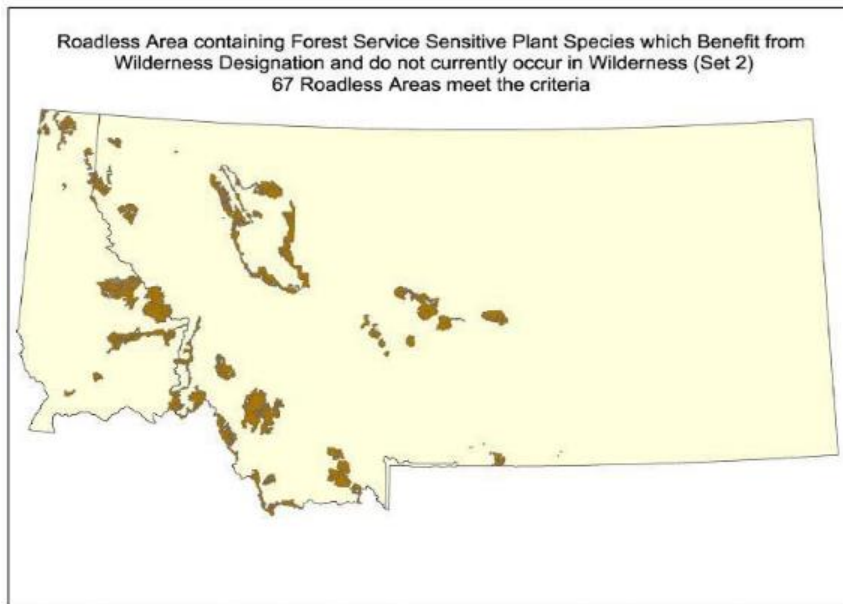 Roadless Area containing Forest Service Sensitive Plant Species which Benefit from
Wilderness Designation and do not currently occur in Wilderness (Set 2)
67 Roadless Areas meet the criteria